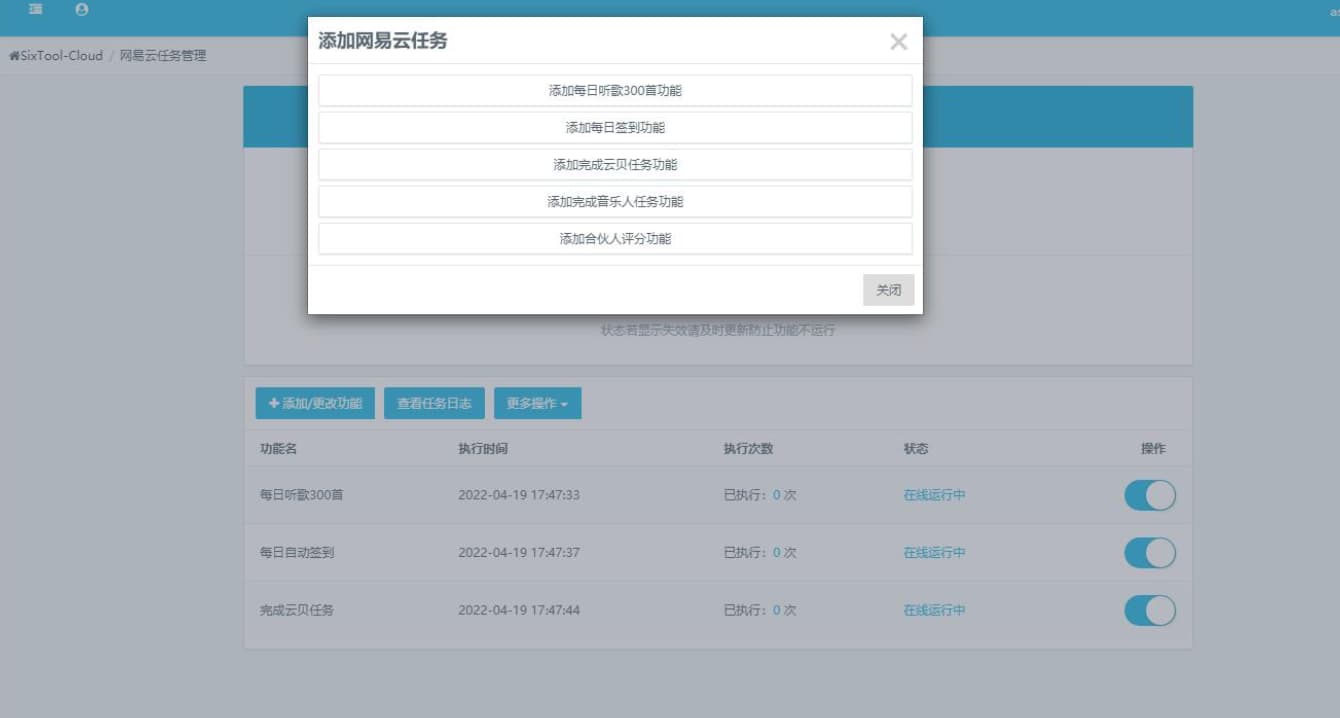 SixTool-Cloud / 网易云任务管理
添加网易云任务
添加每日听歌300首功能
添加每日签到功能
添加完成云贝任务功能
添加完成音乐人任务功能
添加合伙人评分功能
关闭
状态若显示失效请及时更新防止功能不运行
添加/更改功能 查看任务日志 更多操作
功能名 执行时间 执行次数 状态 操作
每日听歌300首 2022-04-19 17:47:33 已执行：0 次 在线运行中
每日自动签到 2022-04-19 17:47:37 已执行：0 次 在线运行中
完成云贝任务 2022-04-19 17:47:44 已执行：0 次 在线运行中